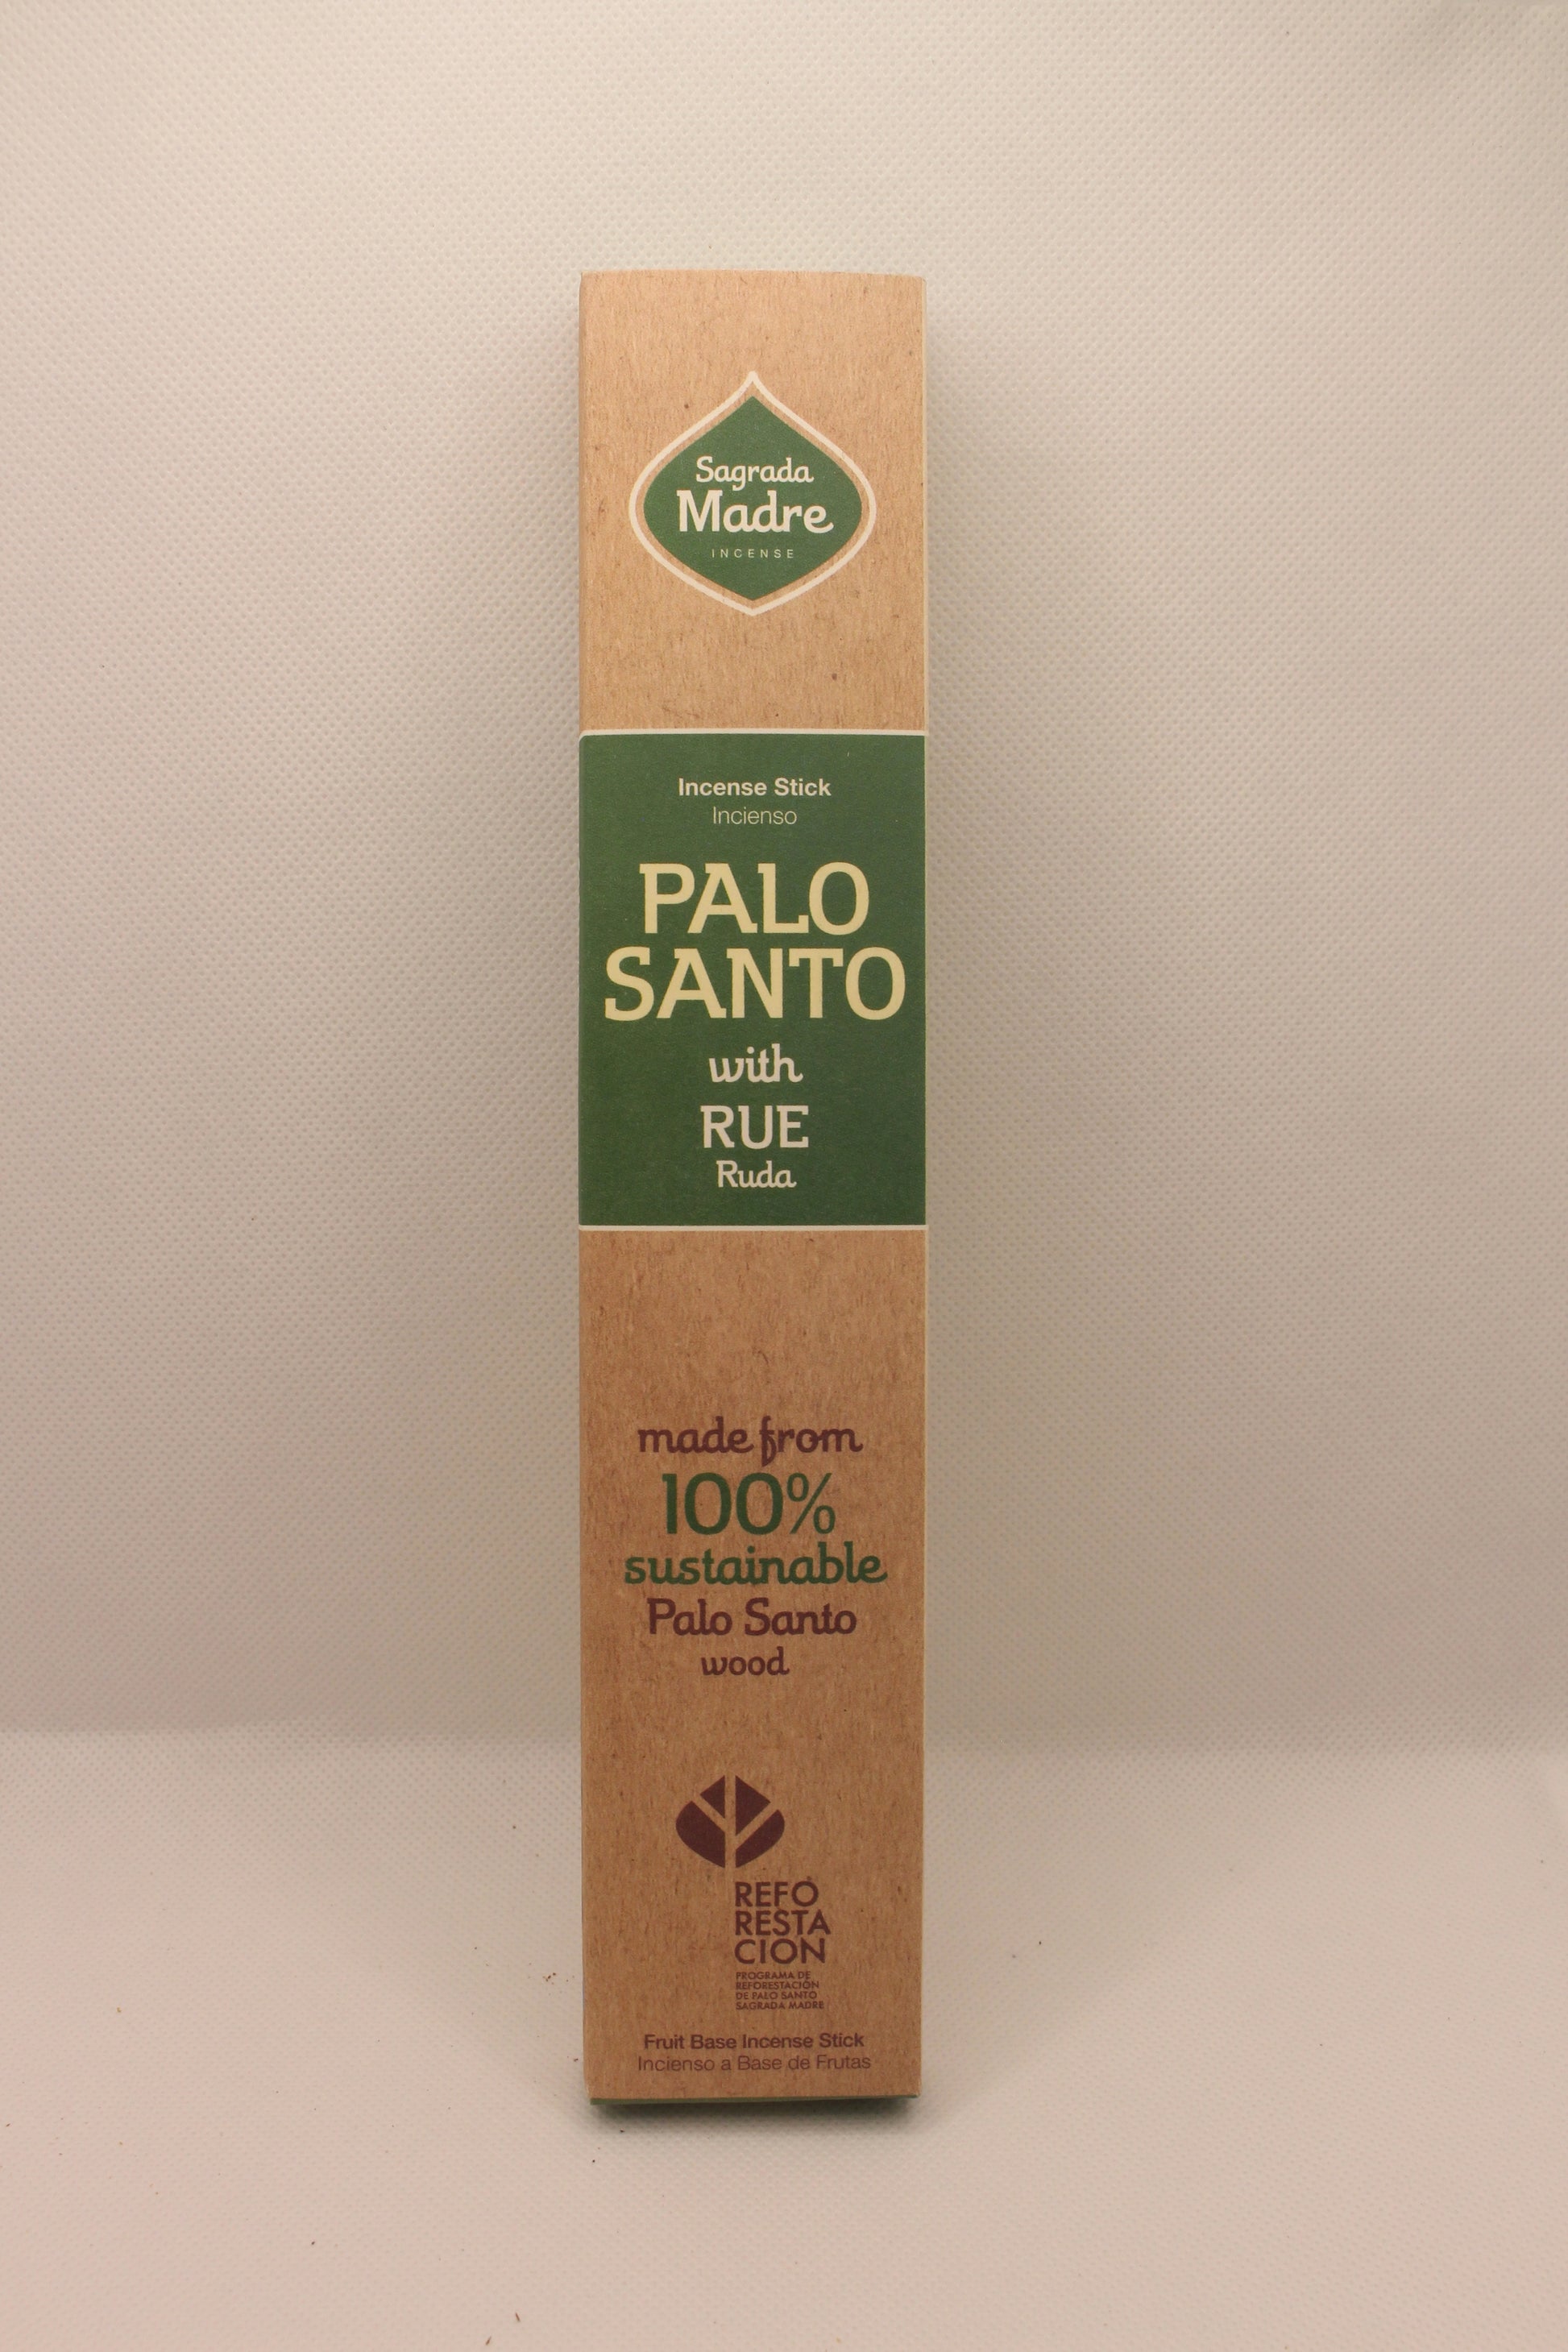 Sagrada
Madre
INCENSE
Incense Stick
Incienso
PALO
SANTO
with
RUE
Ruda
made from
100%
sustainable
Palo Santo
wood
REFO
RESTA
CIÓN
PROGRAMA DE
REFORESTACIÓN
DE PALO SANTO
SAGRADA MADRE
Fruit Base Incense Stick
Incienso a Base de Frutas